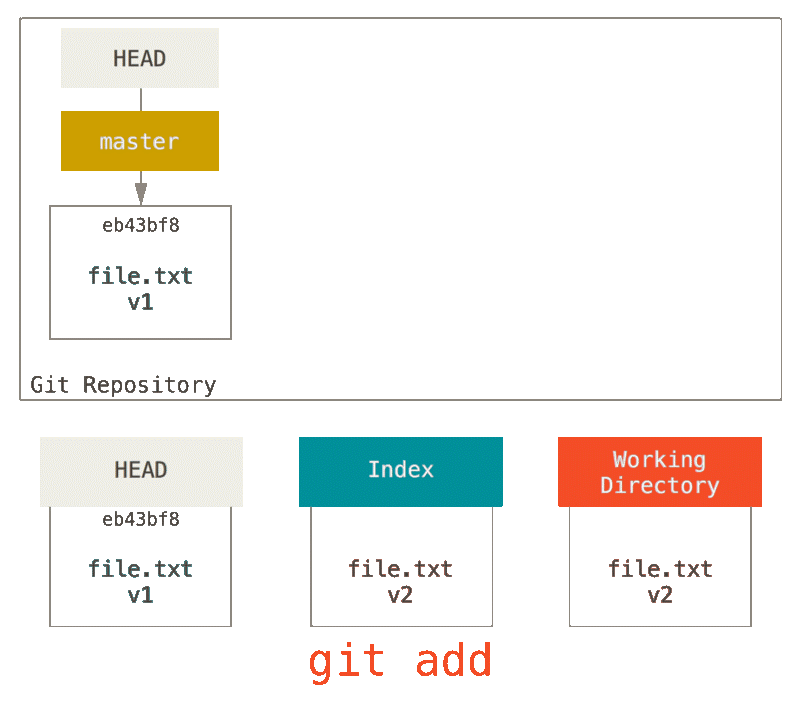 HEAD
master
eb43bf8
file.txt
v1
Git Repository
HEAD
eb43bf8
file.txt
v1
Index
file.txt
v2
Working
Directory
file.txt
v2
git add